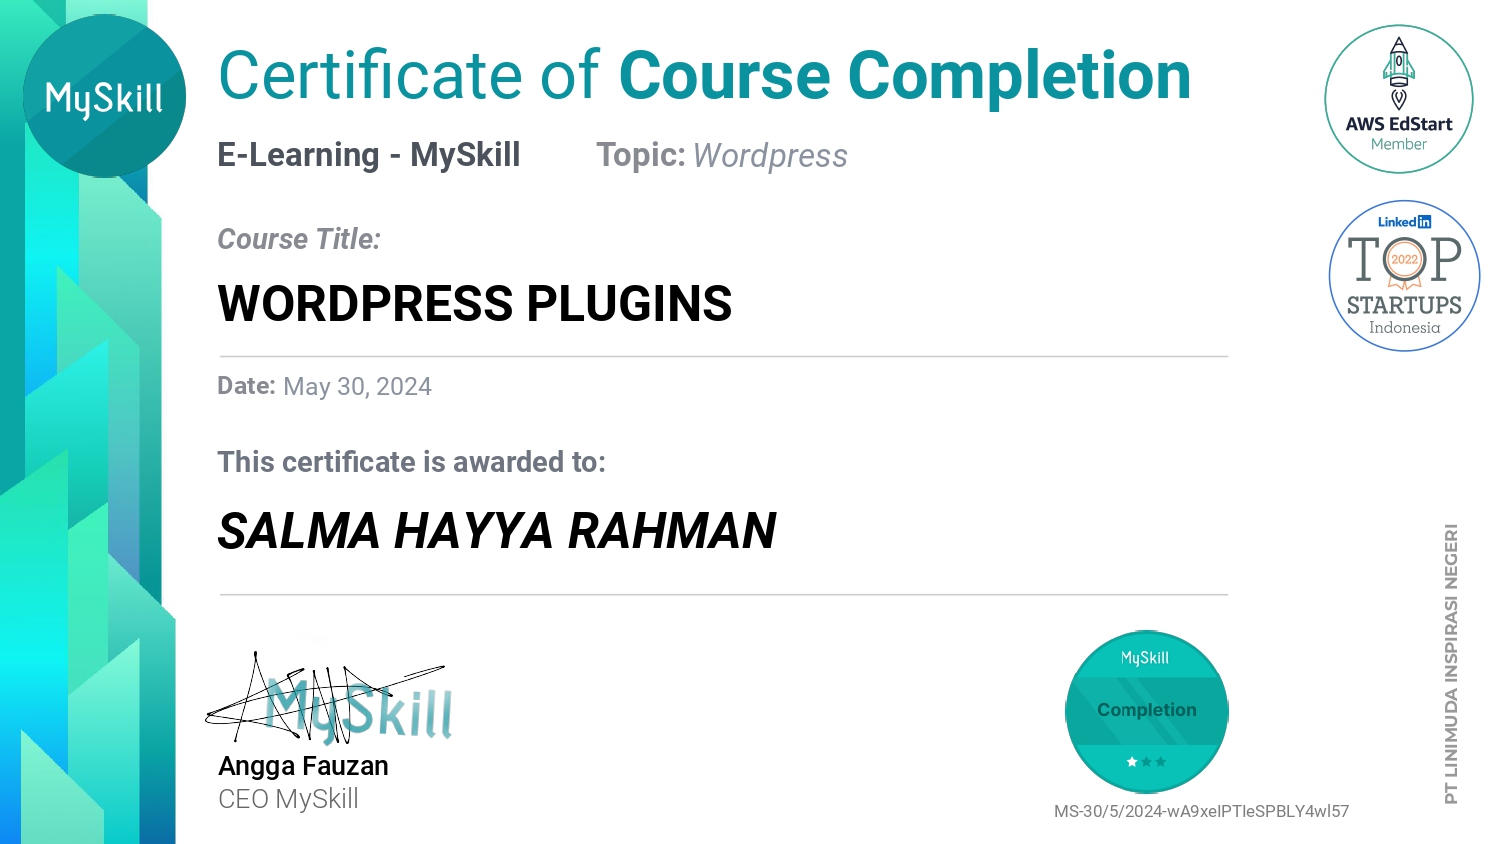 MySkill
Certificate of Course Completion
E-Learning - MySkill Topic: Wordpress
Course Title:
WORDPRESS PLUGINS
Date: May 30, 2024
This certificate is awarded to:
SALMA HAYYA RAHMAN
MySkill
Angga Fauzan
CEO MySkill
AWS EdStart
Member
Linked in
TOP
2022
STARTUPS
Indonesia
MySkill
Completion
MS-30/5/2024-wA9xeIPTIeSPBLY4wl57
PT LINIMUDA INSPIRASI NEGERI